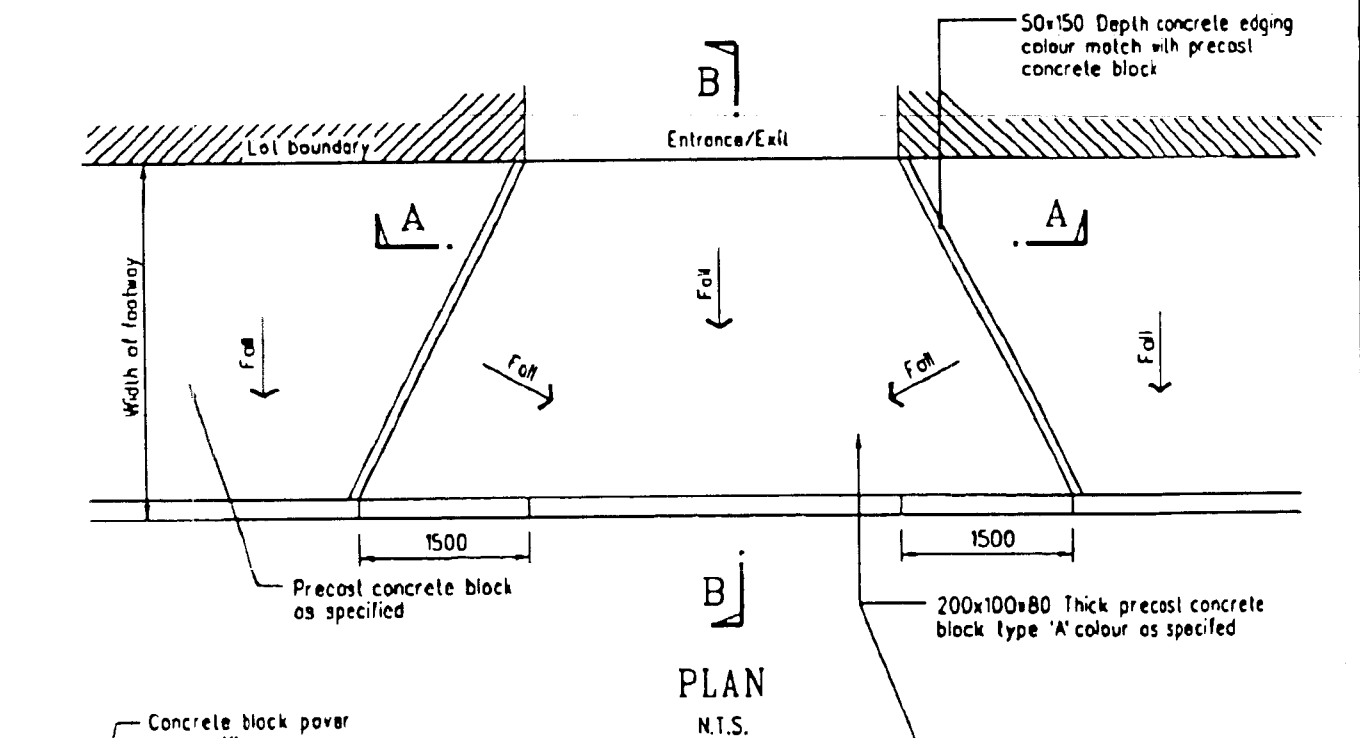 50x150 Depth concrete edging
colour match with precast
concrete block
B
Lot boundary
Entrance/Exit
A
A
Width of footway
Fall
Fall
Fall
Fall
Fall
1500
1500
Precast concrete block
as specified
B
200x100x80 Thick precast concrete
block type 'A' colour as specifed
PLAN
N.T.S.
Concrete block paver